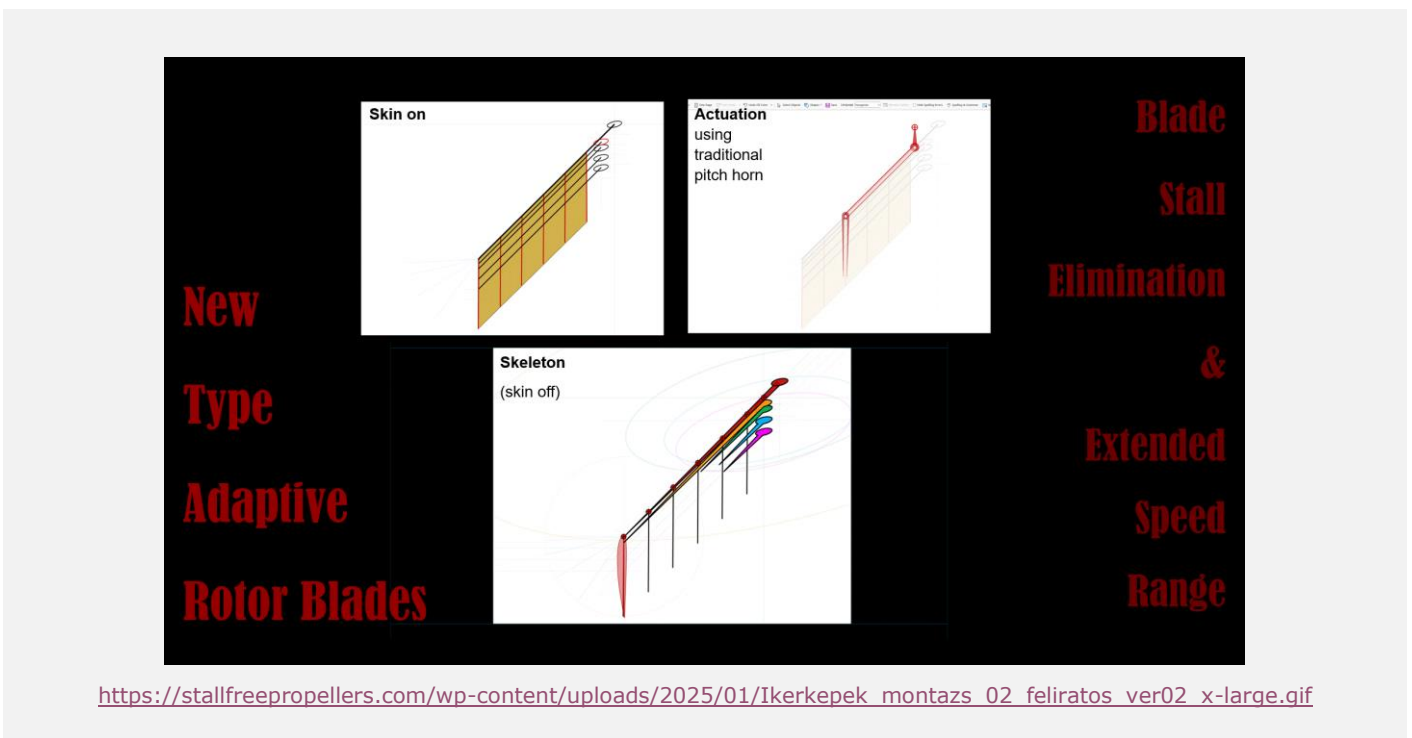 Skin on
Actuation
using
traditional
pitch horn
Skeleton
(skin off)
New
Type
Adaptive
Rotor Blades
Blade
Stall
Elimination
&
Extended
Speed
Range
https://stallfreepropellers.com/wp-content/uploads/2025/01/Ikerkepek_montazs_02_feliratos_ver02_x-large.gif